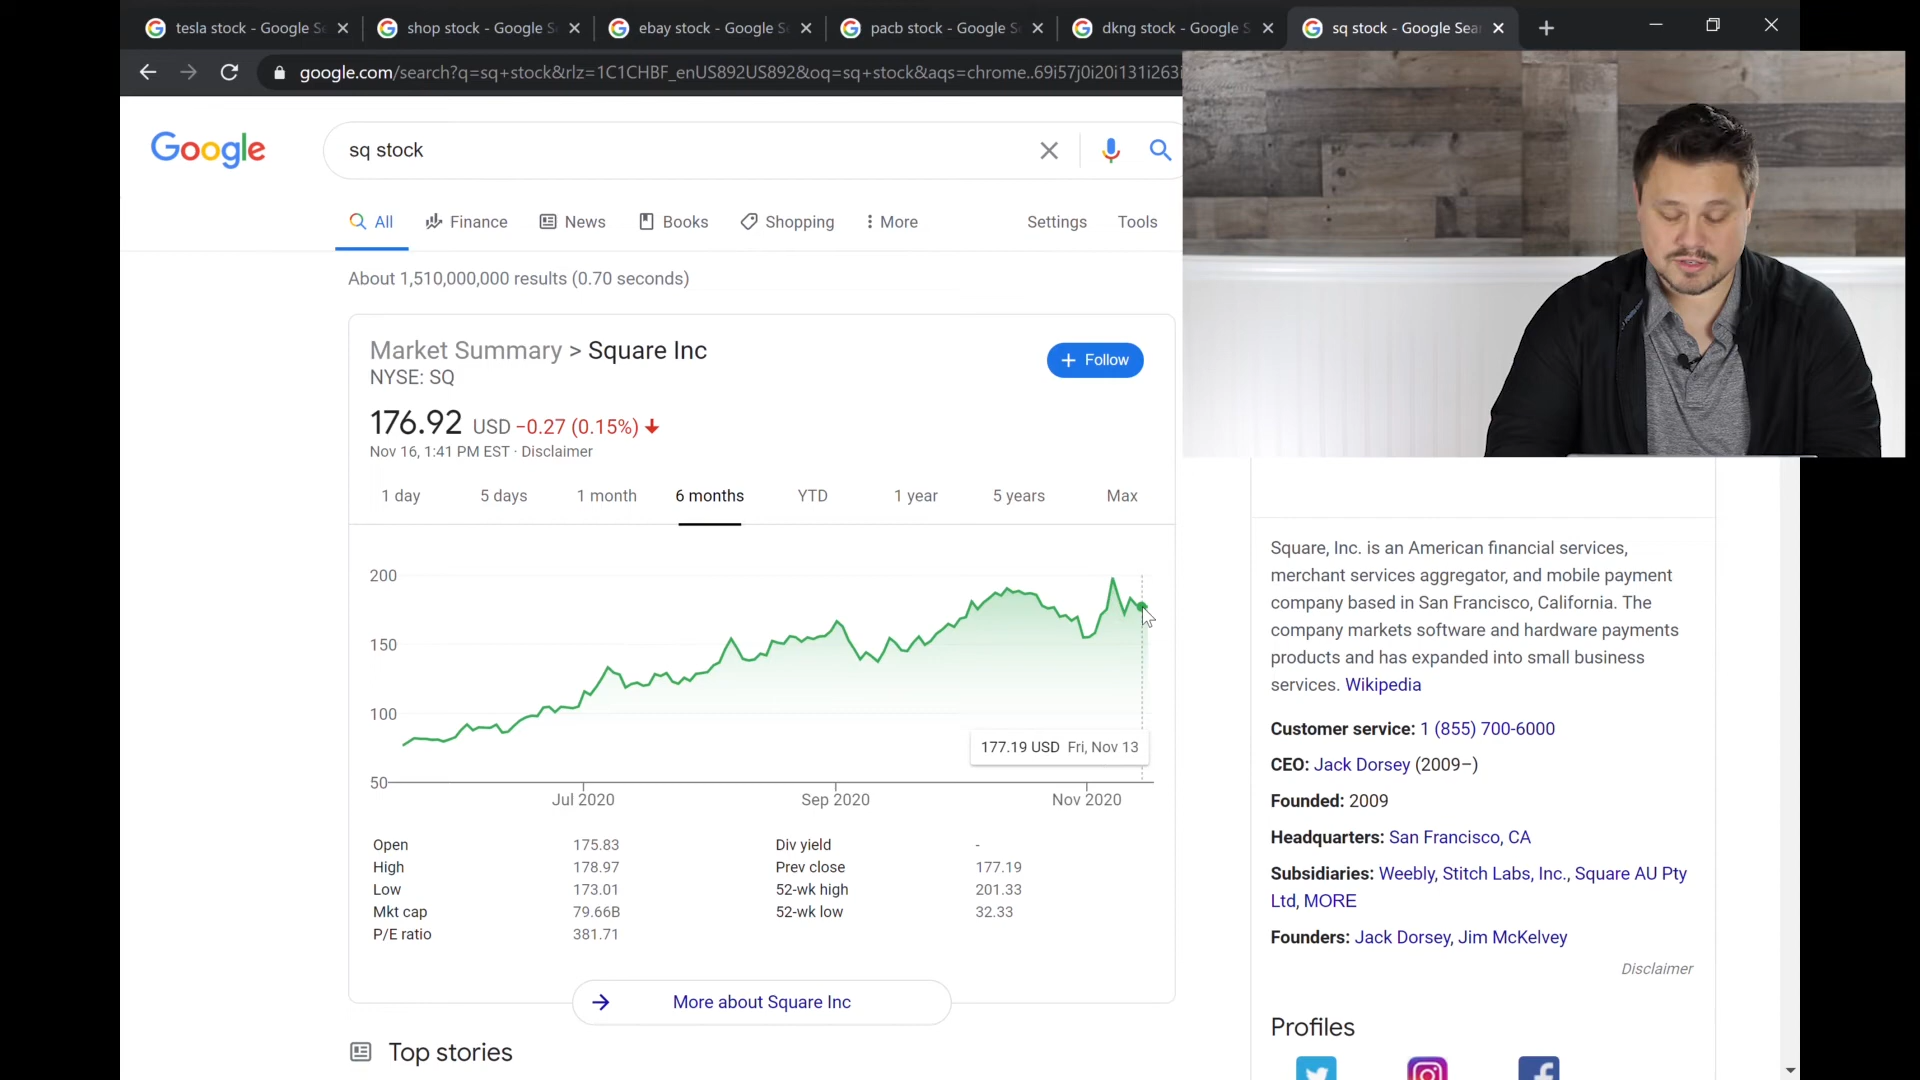 tesla stock - Google Se
shop stock - Google S
ebay stock - Google S
pacb stock - Google S
dkng stock - Google S
sq stock - Google Sear
google.com/search?q=sq+stock&rlz=1C1CHBF_enUS892US892&oq=sq+stock&aqs=chrome..69i57j0i20i131i263i
Google
sq stock
All
Finance
News
Books
Shopping
More
Settings
Tools
About 1,510,000,000 results (0.70 seconds)
Market Summary > Square Inc
NYSE: SQ
+ Follow
176.92 USD −0.27 (0.15%)
Nov 16, 1:41 PM EST · Disclaimer
1 day
5 days
1 month
6 months
YTD
1 year
5 years
Max
200
150
100
50
177.19 USD Fri, Nov 13
Jul 2020
Sep 2020
Nov 2020
Open 175.83
High 178.97
Low 173.01
Mkt cap 79.66B
P/E ratio 381.71
Div yield -
Prev close 177.19
52-wk high 201.33
52-wk low 32.33
More about Square Inc
Top stories
Square, Inc. is an American financial services,
merchant services aggregator, and mobile payment
company based in San Francisco, California. The
company markets software and hardware payments
products and has expanded into small business
services. Wikipedia
Customer service: 1 (855) 700-6000
CEO: Jack Dorsey (2009–)
Founded: 2009
Headquarters: San Francisco, CA
Subsidiaries: Weebly, Stitch Labs, Inc., Square AU Pty
Ltd, MORE
Founders: Jack Dorsey, Jim McKelvey
Disclaimer
Profiles